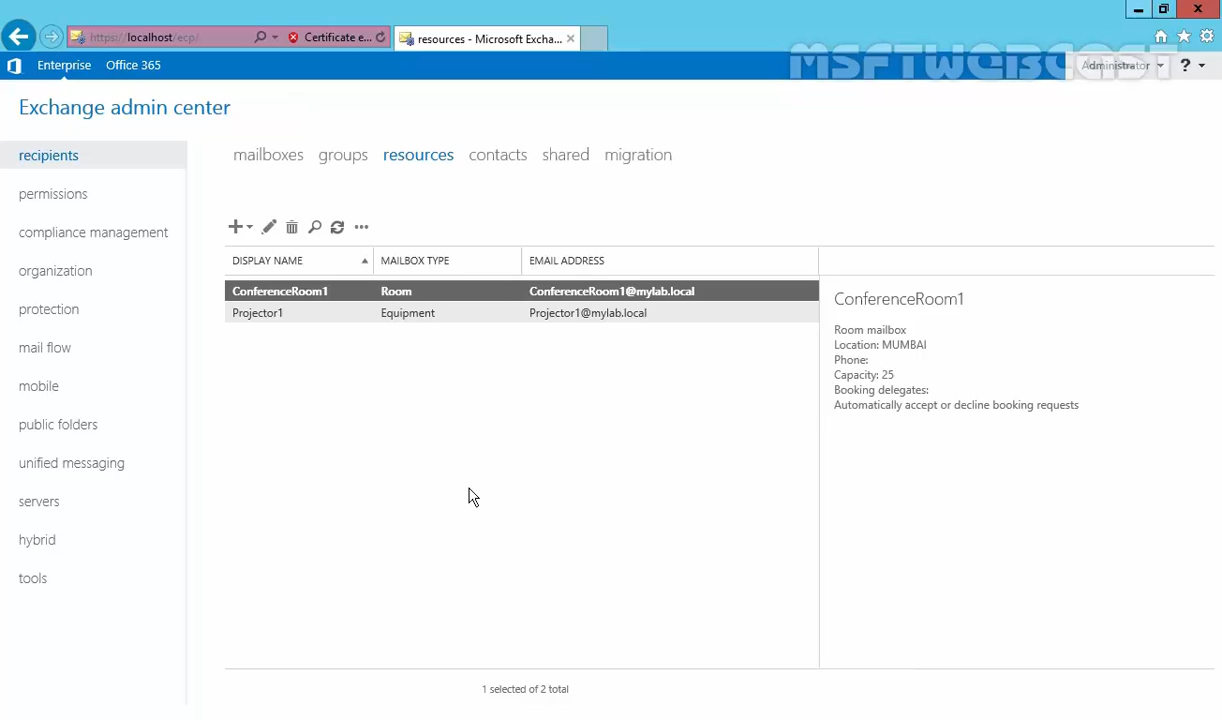 https://localhost/ecp/
Certificate e...
resources - Microsoft Excha...
MSFTWEBCAST
Enterprise Office 365
Administrator ?
Exchange admin center
recipients
permissions
compliance management
organization
protection
mail flow
mobile
public folders
unified messaging
servers
hybrid
tools
mailboxes groups resources contacts shared migration
DISPLAY NAME MAILBOX TYPE EMAIL ADDRESS
ConferenceRoom1 Room ConferenceRoom1@mylab.local
Projector1 Equipment Projector1@mylab.local
ConferenceRoom1
Room mailbox
Location: MUMBAI
Phone:
Capacity: 25
Booking delegates:
Automatically accept or decline booking requests
1 selected of 2 total